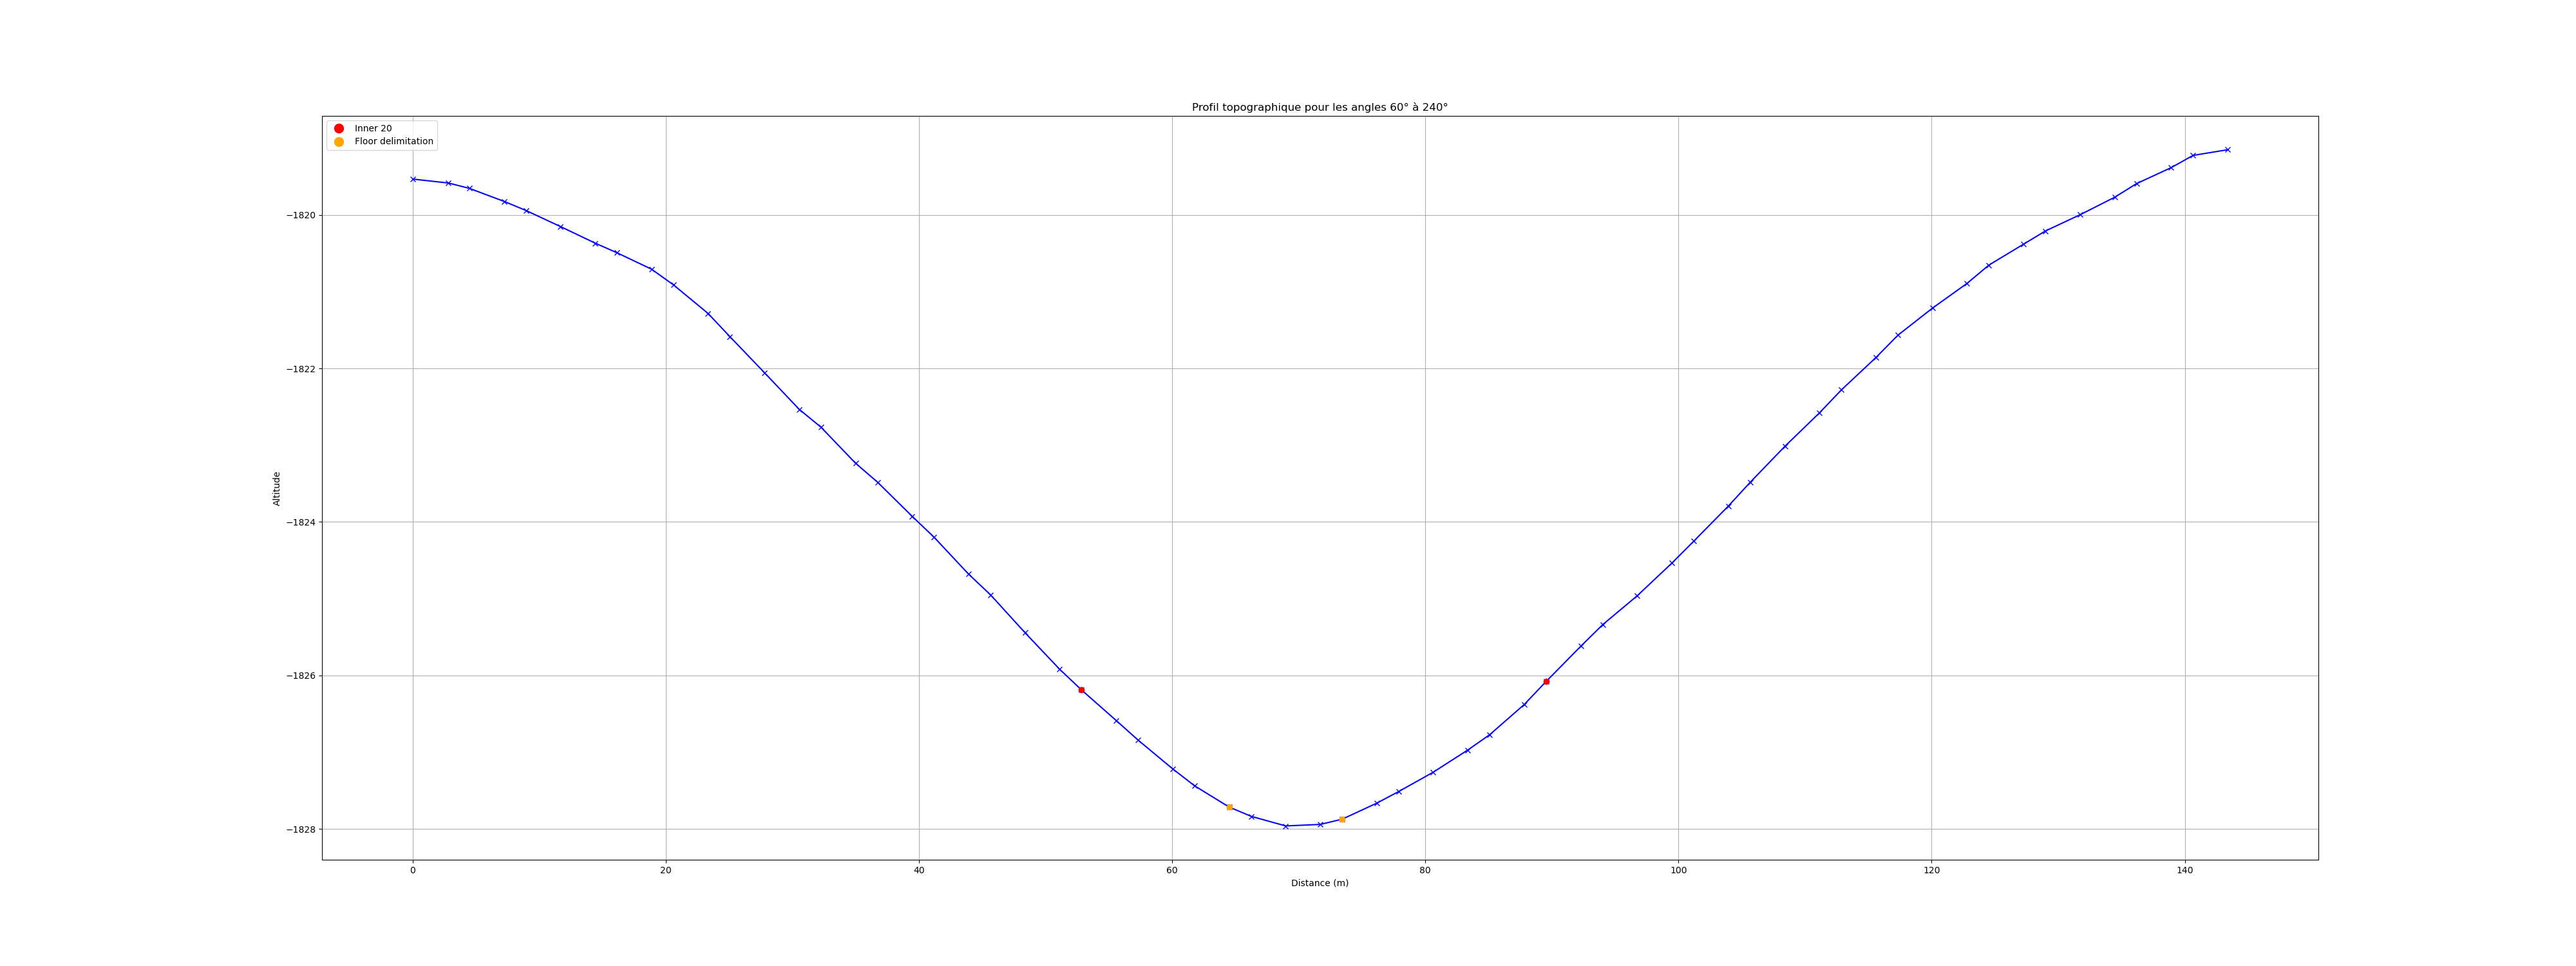 Profil topographique pour les angles 60° à 240°
Inner 20
Floor delimitation
Altitude
−1820
−1822
−1824
−1826
−1828
0 20 40 60 80 100 120 140
Distance (m)